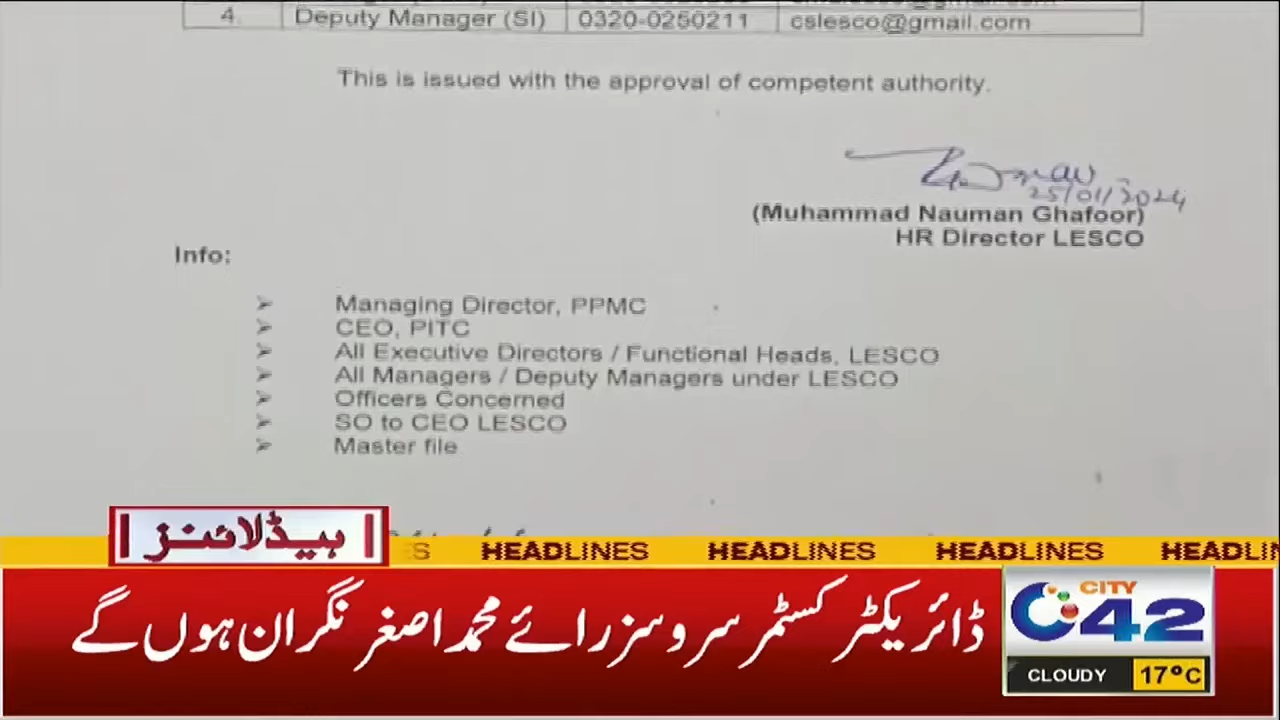 4. Deputy Manager (SI) 0320-0250211 cslesco@gmail.com
This is issued with the approval of competent authority.
25/01/2024
(Muhammad Nauman Ghafoor)
HR Director LESCO
Info:
➢ Managing Director, PPMC
➢ CEO, PITC
➢ All Executive Directors / Functional Heads, LESCO
➢ All Managers / Deputy Managers under LESCO
➢ Officers Concerned
➢ SO to CEO LESCO
➢ Master file
ہیڈلائنز
HEADLINES HEADLINES HEADLINES HEADLIN
ڈائریکٹر کسٹمر سروسز رائے محمد اصغر نگران ہوں گے
CITY
42
CLOUDY 17°C